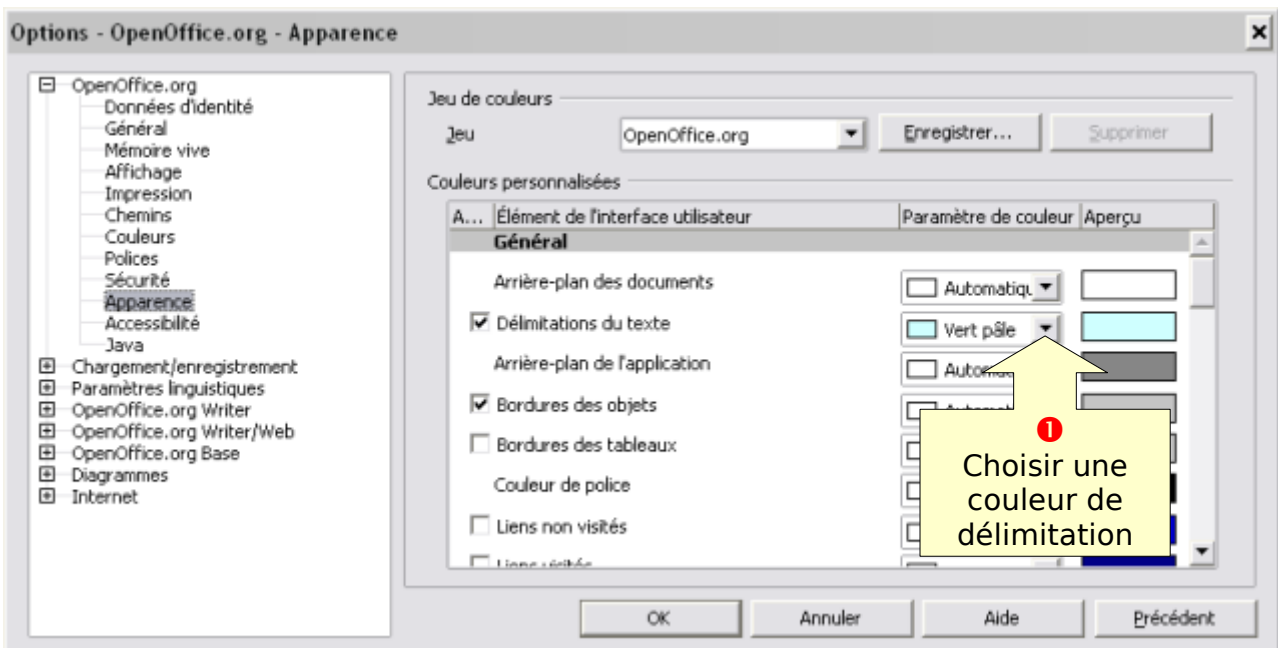 Options - OpenOffice.org - Apparence
OpenOffice.org
Données d'identité
Général
Mémoire vive
Affichage
Impression
Chemins
Couleurs
Polices
Sécurité
Apparence
Accessibilité
Java
Chargement/enregistrement
Paramètres linguistiques
OpenOffice.org Writer
OpenOffice.org Writer/Web
OpenOffice.org Base
Diagrammes
Internet
Jeu de couleurs
Jeu OpenOffice.org Enregistrer... Supprimer
Couleurs personnalisées
A... Élément de l'interface utilisateur Paramètre de couleur Aperçu
Général
Arrière-plan des documents Automatiqu
Délimitations du texte Vert pâle
Arrière-plan de l'application
Bordures des objets
Bordures des tableaux
Couleur de police
Liens non visités
Liens visités
❶
Choisir une
couleur de
délimitation
OK Annuler Aide Précédent